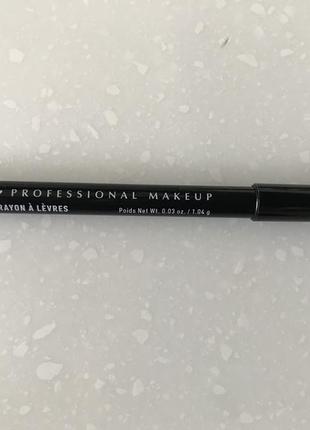 PROFESSIONAL MAKEUP
RAYON À LÈVRES Poids Net Wt. 0.03 oz. / 1.04 g